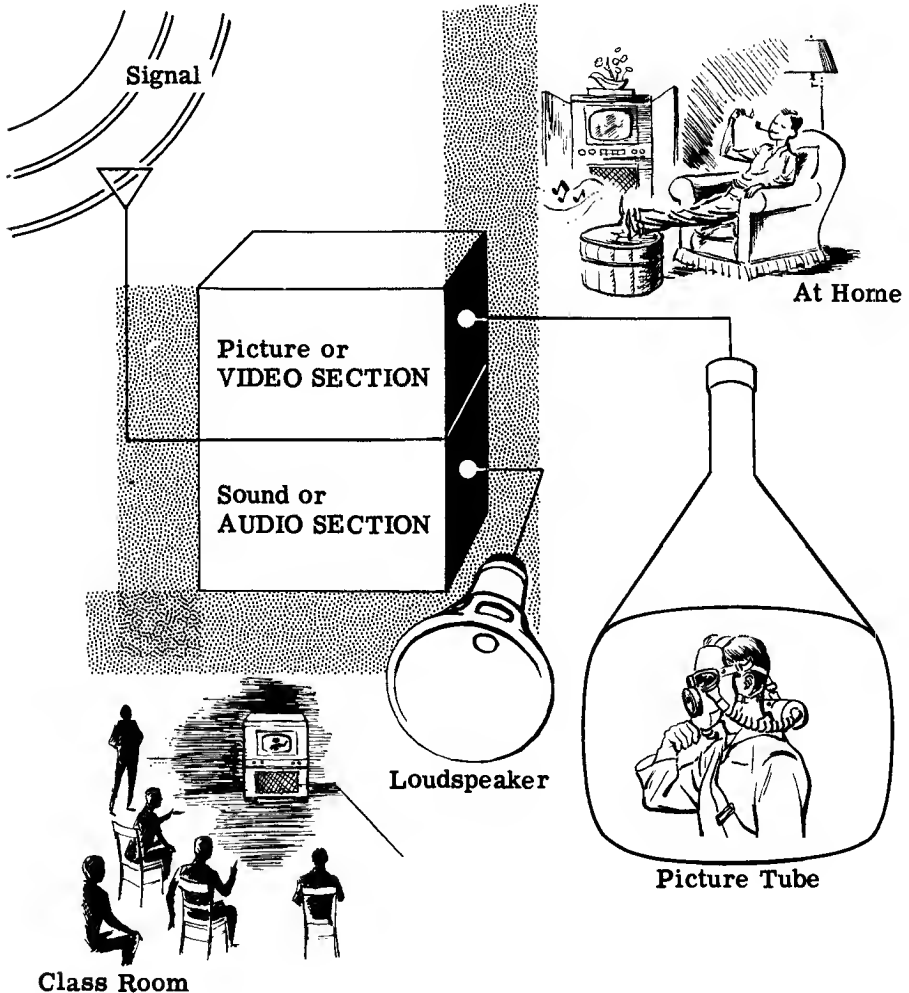 Signal
At Home
Picture or
VIDEO SECTION
Sound or
AUDIO SECTION
Loudspeaker
Picture Tube
Class Room